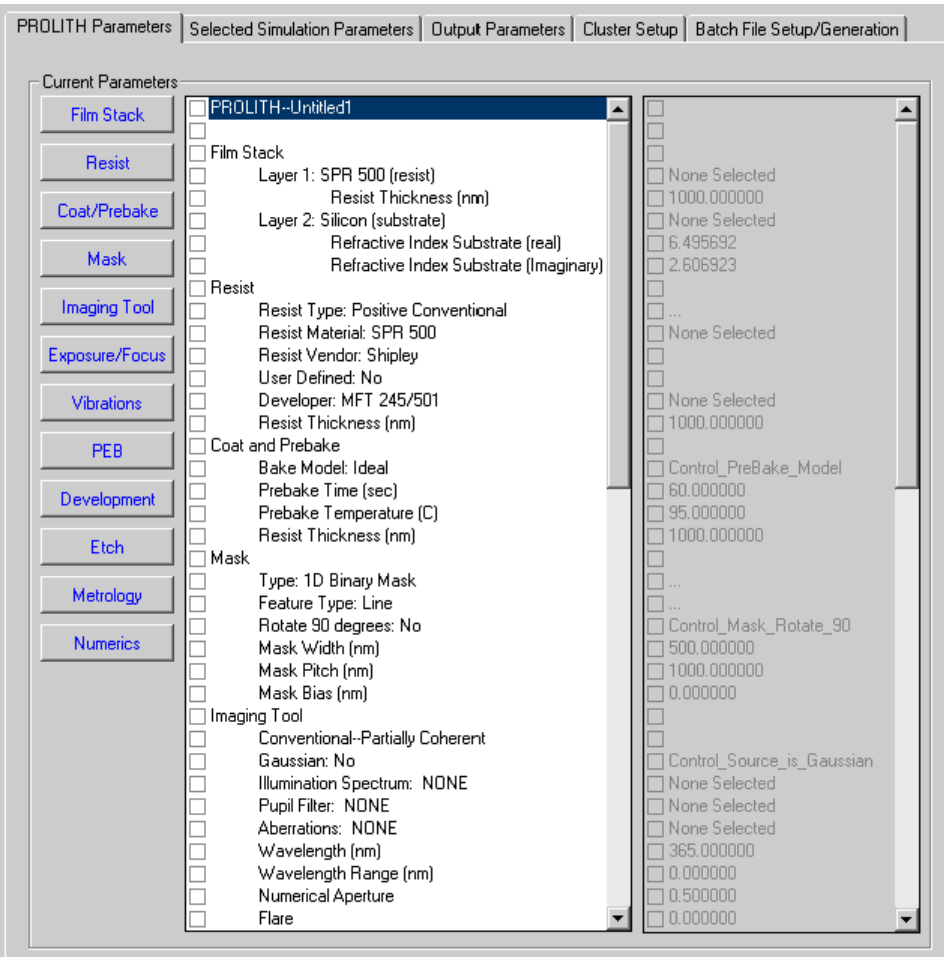 PROLITH Parameters Selected Simulation Parameters Output Parameters Cluster Setup Batch File Setup/Generation
Current Parameters
Film Stack
Resist
Coat/Prebake
Mask
Imaging Tool
Exposure/Focus
Vibrations
PEB
Development
Etch
Metrology
Numerics
PROLITH--Untitled1
Film Stack
Layer 1: SPR 500 (resist) None Selected
Resist Thickness (nm) 1000.000000
Layer 2: Silicon (substrate) None Selected
Refractive Index Substrate (real) 6.495692
Refractive Index Substrate (Imaginary) 2.606923
Resist
Resist Type: Positive Conventional ...
Resist Material: SPR 500 None Selected
Resist Vendor: Shipley
User Defined: No
Developer: MFT 245/501 None Selected
Resist Thickness (nm) 1000.000000
Coat and Prebake
Bake Model: Ideal Control_PreBake_Model
Prebake Time (sec) 60.000000
Prebake Temperature (C) 95.000000
Resist Thickness (nm) 1000.000000
Mask
Type: 1D Binary Mask ...
Feature Type: Line ...
Rotate 90 degrees: No Control_Mask_Rotate_90
Mask Width (nm) 500.000000
Mask Pitch (nm) 1000.000000
Mask Bias (nm) 0.000000
Imaging Tool
Conventional--Partially Coherent
Gaussian: No Control_Source_is_Gaussian
Illumination Spectrum: NONE None Selected
Pupil Filter: NONE None Selected
Aberrations: NONE None Selected
Wavelength (nm) 365.000000
Wavelength Range (nm) 0.000000
Numerical Aperture 0.500000
Flare 0.000000